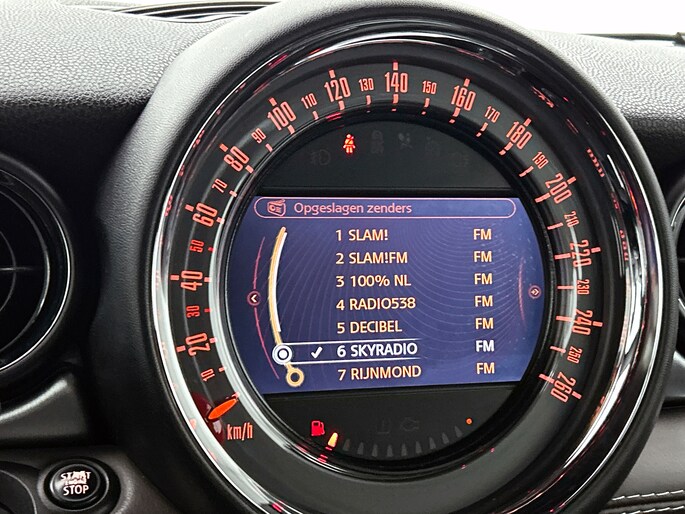 10
20
30
40
50
60
70
80
90
100
110
120
130
140
150
160
170
180
190
200
210
220
230
240
250
260
km/h
Opgeslagen zenders
1 SLAM! FM
2 SLAM!FM FM
3 100% NL FM
4 RADIO538 FM
5 DECIBEL FM
6 SKYRADIO FM
7 RIJNMOND FM
START
STOP